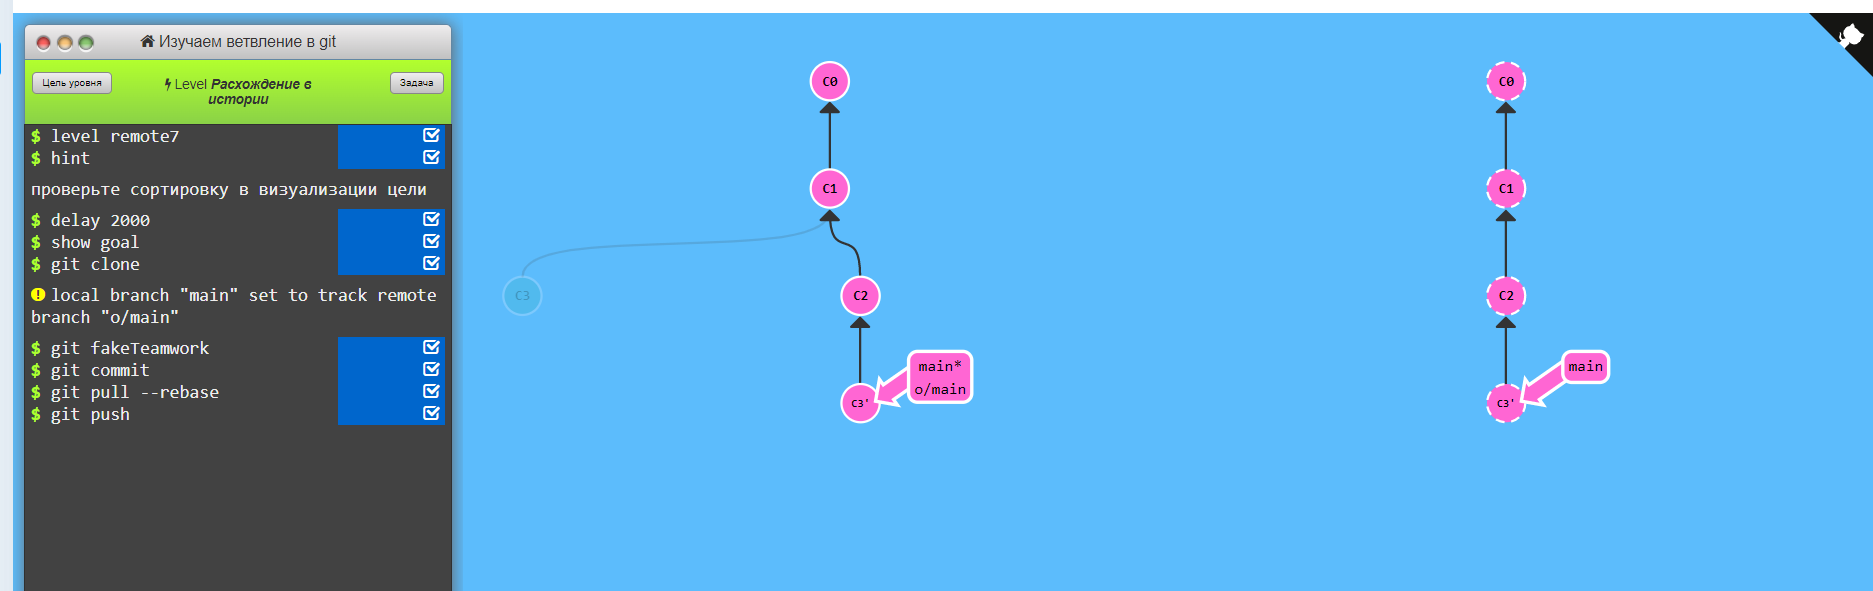 Изучаем ветвление в git
Цель уровня
Level Расхождение в
истории
Задача
$ level remote7
$ hint
проверьте сортировку в визуализации цели
$ delay 2000
$ show goal
$ git clone
local branch "main" set to track remote
branch "o/main"
$ git fakeTeamwork
$ git commit
$ git pull --rebase
$ git push
C0
C1
C3
C2
main*
o/main
C3'
C0
C1
C2
main
C3'